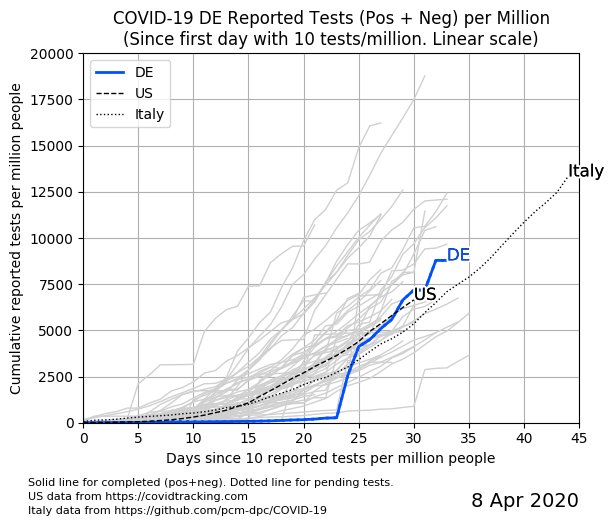 COVID-19 DE Reported Tests (Pos + Neg) per Million
(Since first day with 10 tests/million. Linear scale)
Cumulative reported tests per million people
20000
17500
15000
12500
10000
7500
5000
2500
0
DE
US
Italy
Italy
DE
US
0 5 10 15 20 25 30 35 40 45
Days since 10 reported tests per million people
Solid line for completed (pos+neg). Dotted line for pending tests.
US data from https://covidtracking.com
Italy data from https://github.com/pcm-dpc/COVID-19
8 Apr 2020